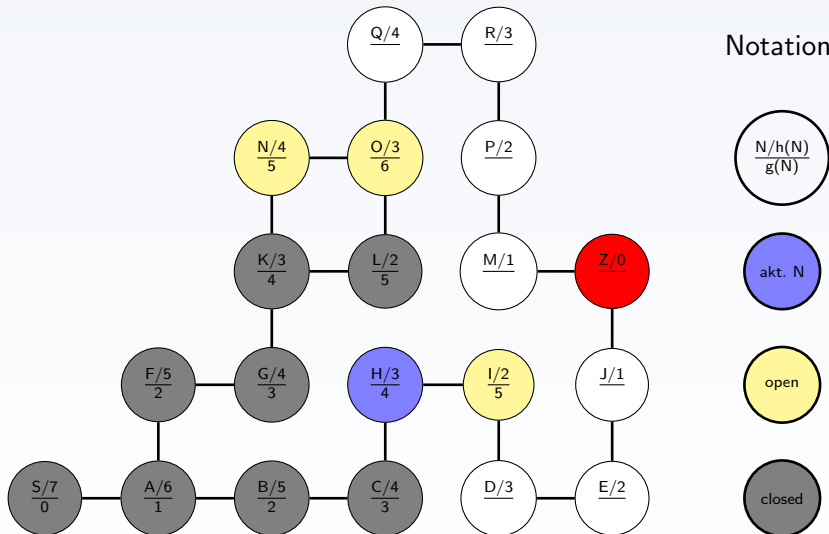 Q/4
R/3
Notation
N/4
5
O/3
6
P/2
N/h(N)
g(N)
K/3
4
L/2
5
M/1
Z/0
akt. N
F/5
2
G/4
3
H/3
4
I/2
5
J/1
open
S/7
0
A/6
1
B/5
2
C/4
3
D/3
E/2
closed